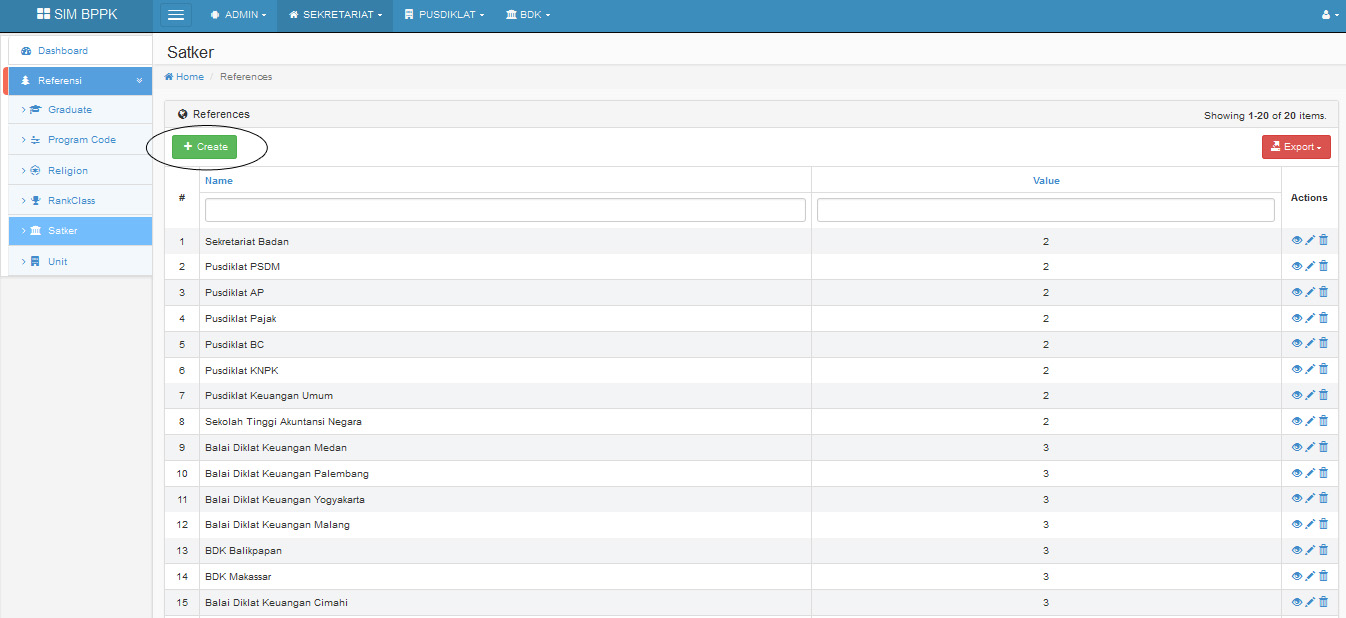 SIM BPPK ADMIN SEKRETARIAT PUSDIKLAT BDK
Dashboard
Referensi
Graduate
Program Code
Religion
RankClass
Satker
Unit
Satker
Home / References
References
Showing 1-20 of 20 items.
Create
Export
# Name Value Actions
1 Sekretariat Badan 2
2 Pusdiklat PSDM 2
3 Pusdiklat AP 2
4 Pusdiklat Pajak 2
5 Pusdiklat BC 2
6 Pusdiklat KNPK 2
7 Pusdiklat Keuangan Umum 2
8 Sekolah Tinggi Akuntansi Negara 2
9 Balai Diklat Keuangan Medan 3
10 Balai Diklat Keuangan Palembang 3
11 Balai Diklat Keuangan Yogyakarta 3
12 Balai Diklat Keuangan Malang 3
13 BDK Balikpapan 3
14 BDK Makassar 3
15 Balai Diklat Keuangan Cimahi 3